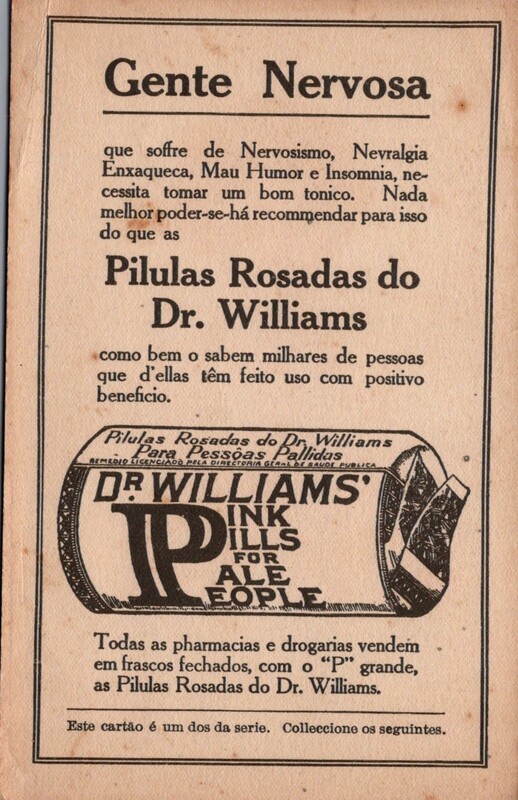 Gente Nervosa
que soffre de Nervosismo, Nevralgia
Enxaqueca, Mau Humor e Insomnia, ne-
cessita tomar um bom tonico. Nada
melhor poder-se-há recommendar para isso
do que as
Pilulas Rosadas do
Dr. Williams
como bem o sabem milhares de pessoas
que d'ellas têm feito uso com positivo
beneficio.
Pilulas Rosadas do Dr. Williams
Para Pessôas Pallidas
REMEDIO LICENCIADO PELA DIRECTORIA GERAL DE SAUDE PUBLICA
DR. WILLIAMS'
PINK
PILLS
FOR
PALE
PEOPLE
Todas as pharmacias e drogarias vendem
em frascos fechados, com o "P" grande,
as Pilulas Rosadas do Dr. Williams.
Este cartão é um dos da serie. Colleccione os seguintes.